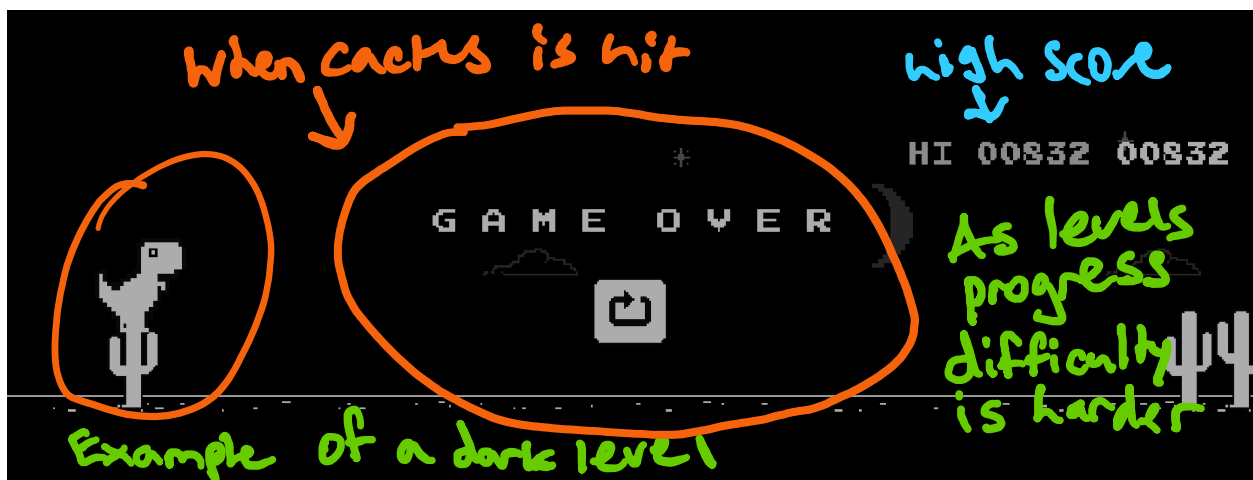 When cactus is hit
high score
HI 00832 00832
GAME OVER
As levels
progress
difficulty
is harder
Example of a dark level